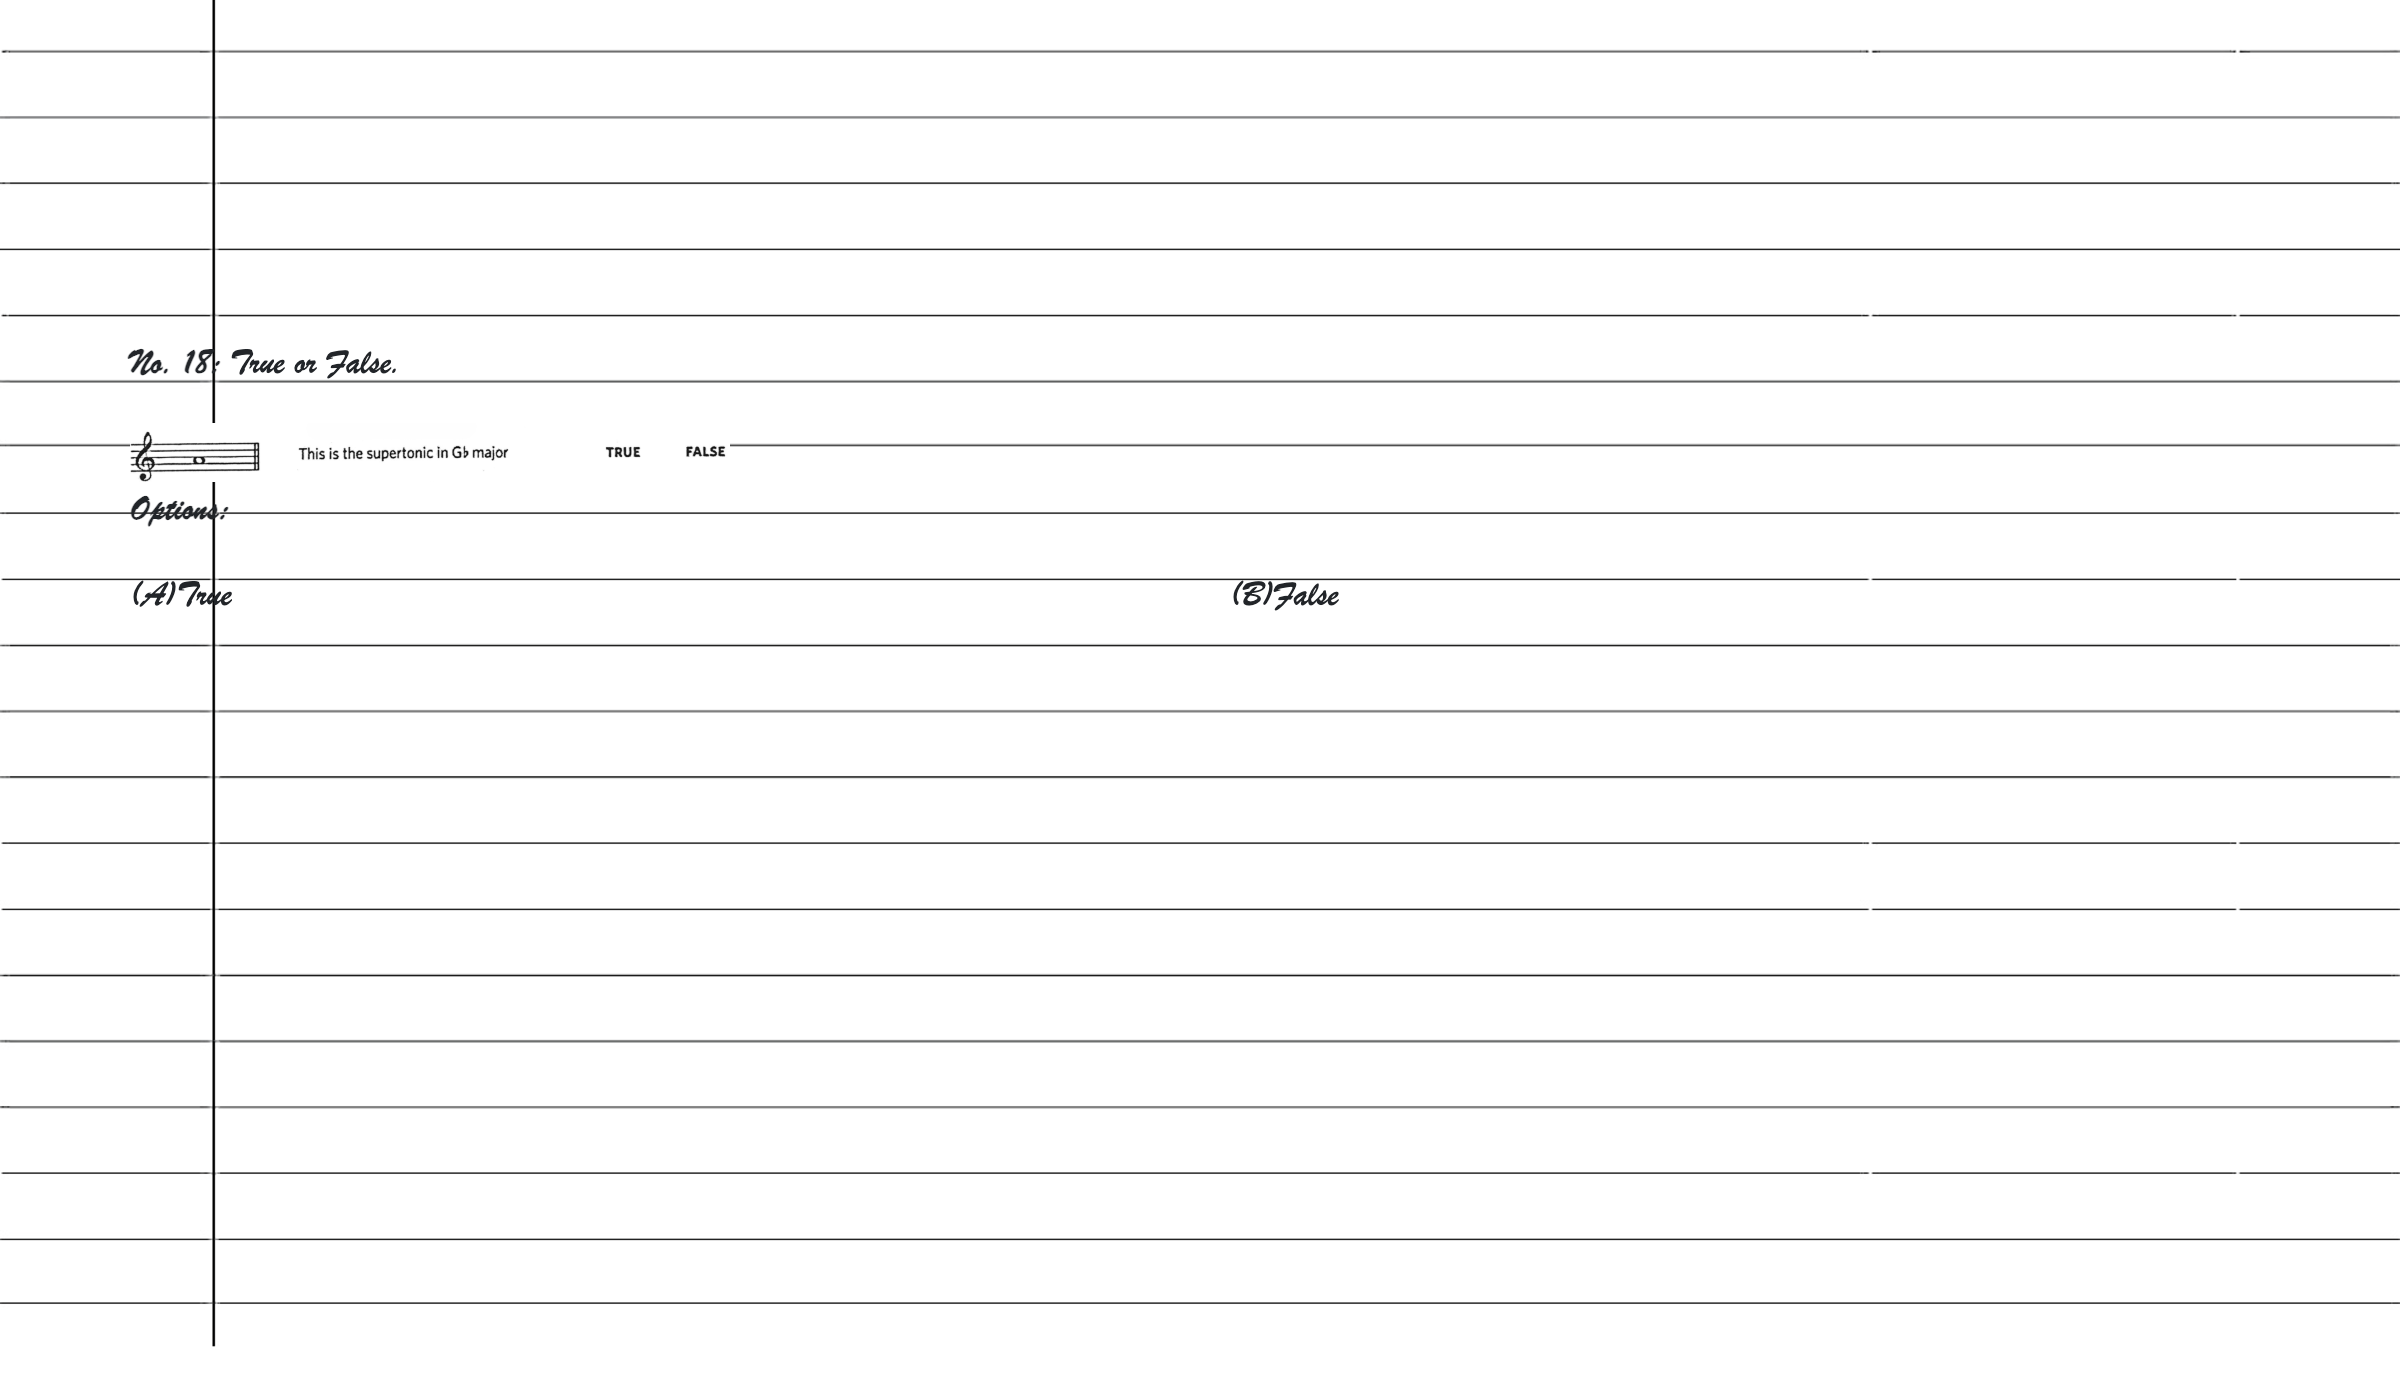 No. 18: True or False.
This is the supertonic in G♭ major TRUE FALSE
Options:
(A)True (B)False